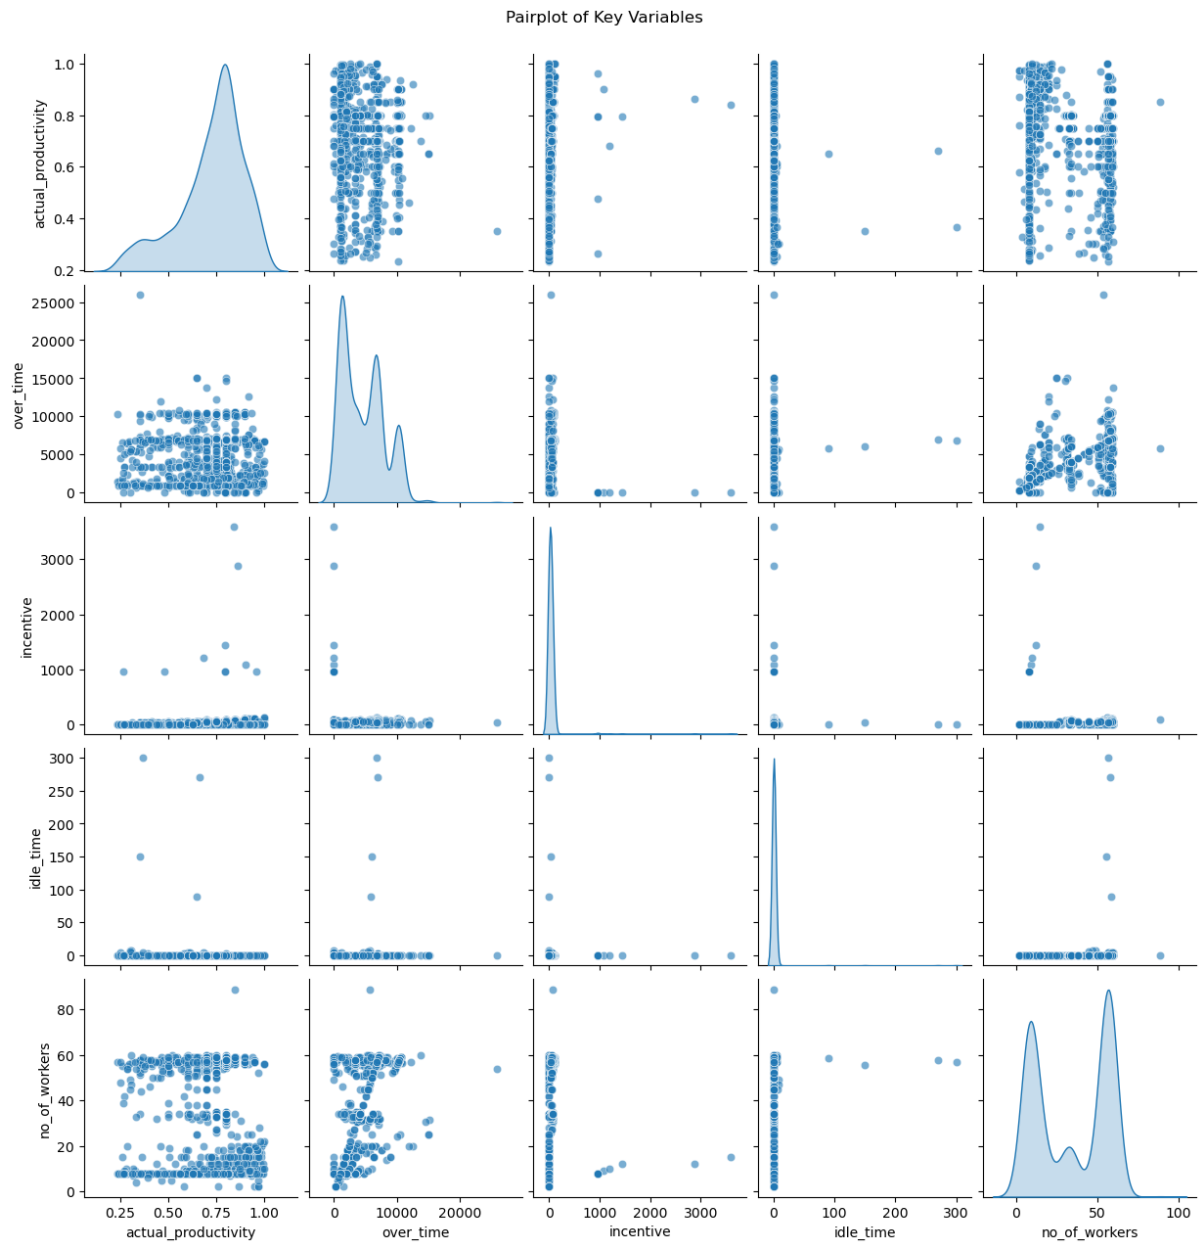 Pairplot of Key Variables
1.0
0.8
0.6
0.4
0.2
actual_productivity
25000
20000
15000
10000
5000
0
over_time
3000
2000
1000
0
incentive
300
250
200
150
100
50
0
idle_time
80
60
40
20
0
no_of_workers
0.25 0.50 0.75 1.00
actual_productivity
0 10000 20000
over_time
0 1000 2000 3000
incentive
0 100 200 300
idle_time
0 50 100
no_of_workers